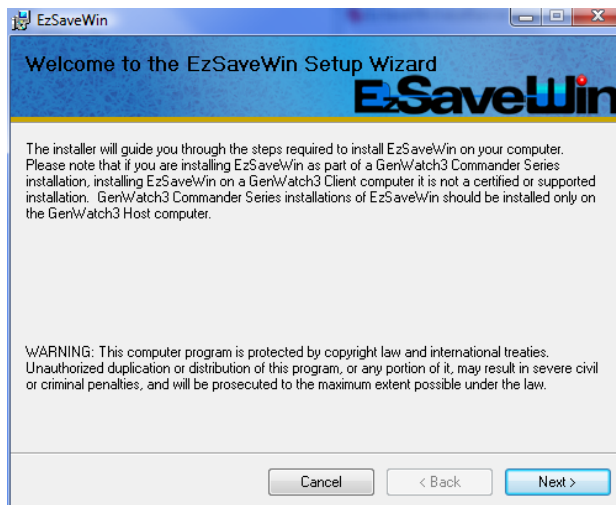 EzSaveWin
Welcome to the EzSaveWin Setup Wizard
EzSaveWin
The installer will guide you through the steps required to install EzSaveWin on your computer.
Please note that if you are installing EzSaveWin as part of a GenWatch3 Commander Series
installation, installing EzSaveWin on a GenWatch3 Client computer it is not a certified or supported
installation.  GenWatch3 Commander Series installations of EzSaveWin should be installed only on
the GenWatch3 Host computer.
WARNING: This computer program is protected by copyright law and international treaties.
Unauthorized duplication or distribution of this program, or any portion of it, may result in severe civil
or criminal penalties, and will be prosecuted to the maximum extent possible under the law.
Cancel < Back Next >